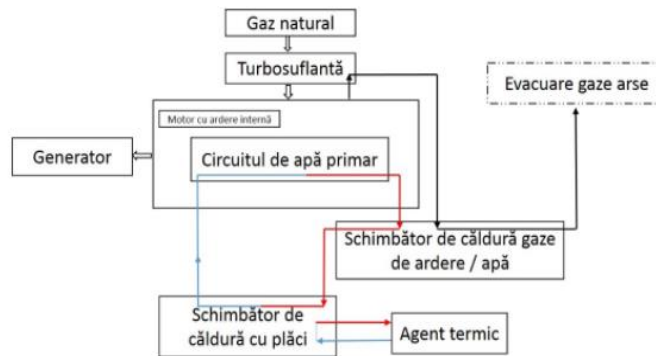 Gaz natural
Turbosuflantă
Evacuare gaze arse
Motor cu ardere internă
Generator
Circuitul de apă primar
Schimbător de căldură gaze
de ardere / apă
Schimbător de
căldură cu plăci
Agent termic